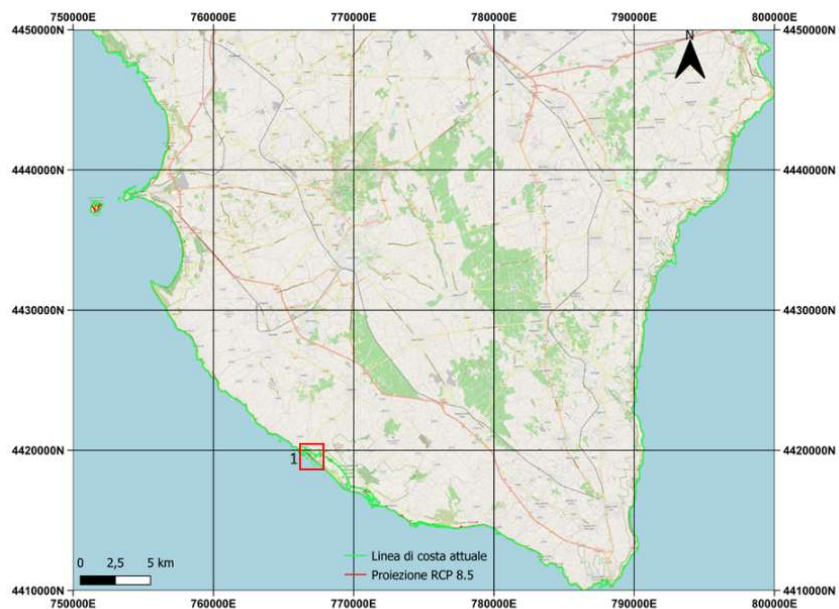 750000E 760000E 770000E 780000E 790000E 800000E
4450000N 4450000N
N
4440000N 4440000N
4430000N 4430000N
4420000N 4420000N
1
Linea di costa attuale
0 2,5 5 km
Proiezione RCP 8.5
4410000N 4410000N
750000E 760000E 770000E 780000E 790000E 800000E